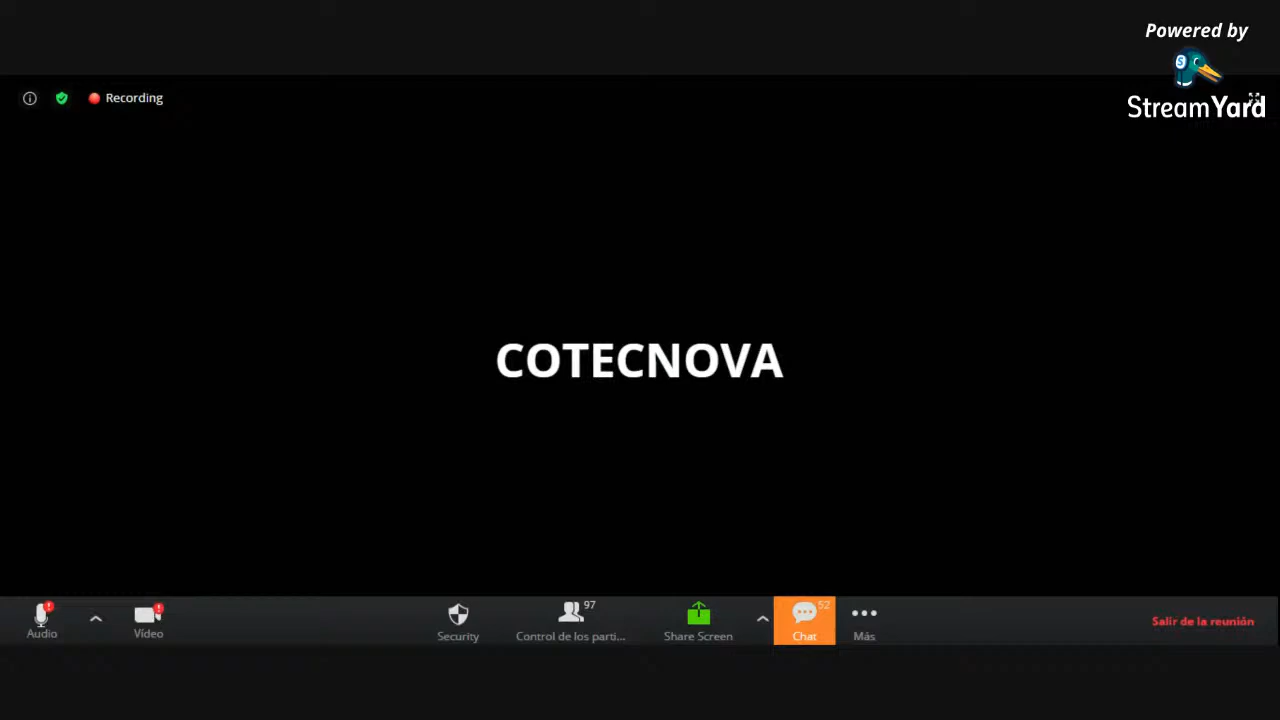 Powered by
StreamYard
Recording
COTECNOVA
97
52
Audio
Vídeo
Security
Control de los parti...
Share Screen
Chat
Más
Salir de la reunión